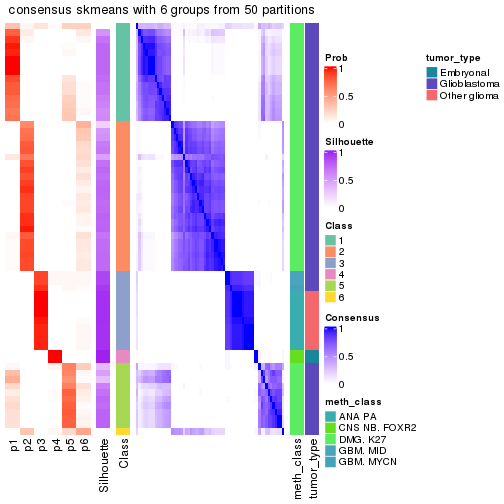 consensus skmeans with 6 groups from 50 partitions
Prob
1
0.5
0
Silhouette
1
0.5
0
Class
1
2
3
4
5
6
Consensus
1
0.5
0
meth_class
ANA PA
CNS NB. FOXR2
DMG. K27
GBM. MID
GBM. MYCN
tumor_type
Embryonal
Glioblastoma
Other glioma
p1
p2
p3
p4
p5
p6
Silhouette
Class
meth_class
tumor_type